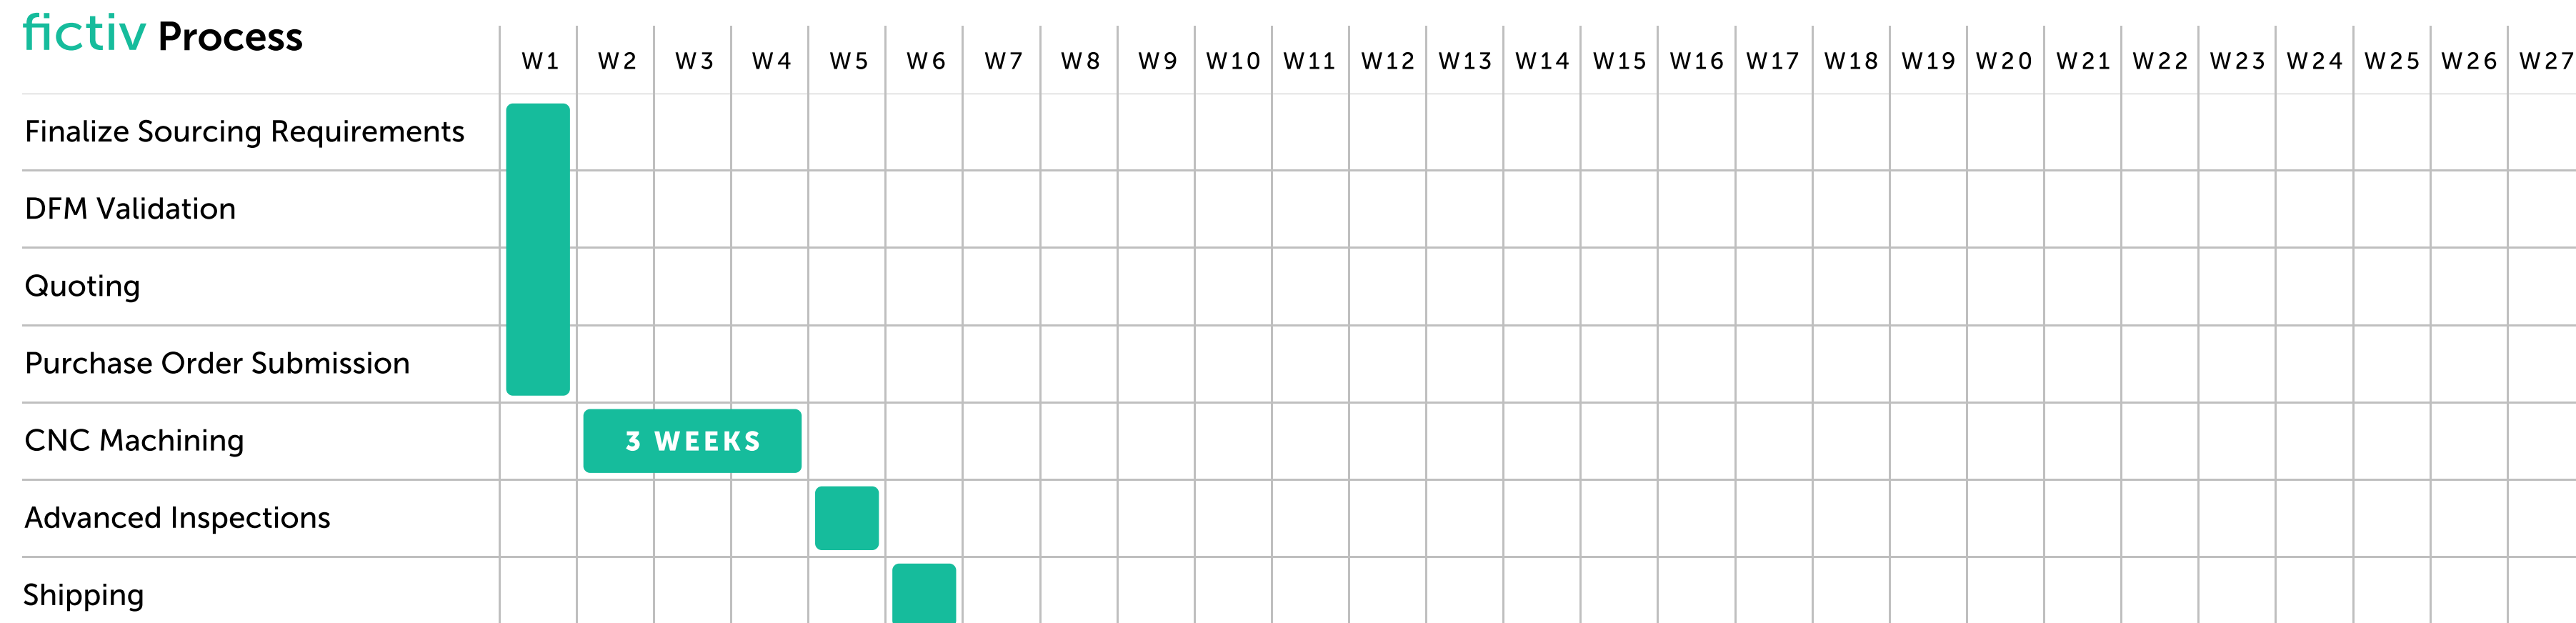 fictiv Process
W1 W2 W3 W4 W5 W6 W7 W8 W9 W10 W11 W12 W13 W14 W15 W16 W17 W18 W19 W20 W21 W22 W23 W24 W25 W26 W27
Finalize Sourcing Requirements
DFM Validation
Quoting
Purchase Order Submission
CNC Machining 3 WEEKS
Advanced Inspections
Shipping